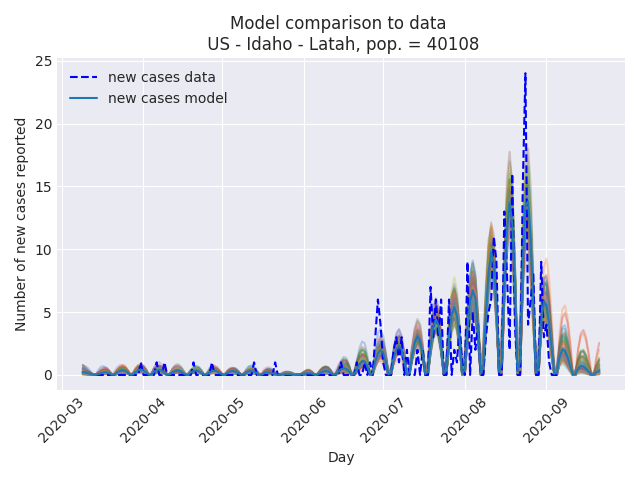 Model comparison to data
US - Idaho - Latah, pop. = 40108
new cases data
new cases model
Number of new cases reported
25
20
15
10
5
0
2020-03
2020-04
2020-05
2020-06
2020-07
2020-08
2020-09
Day